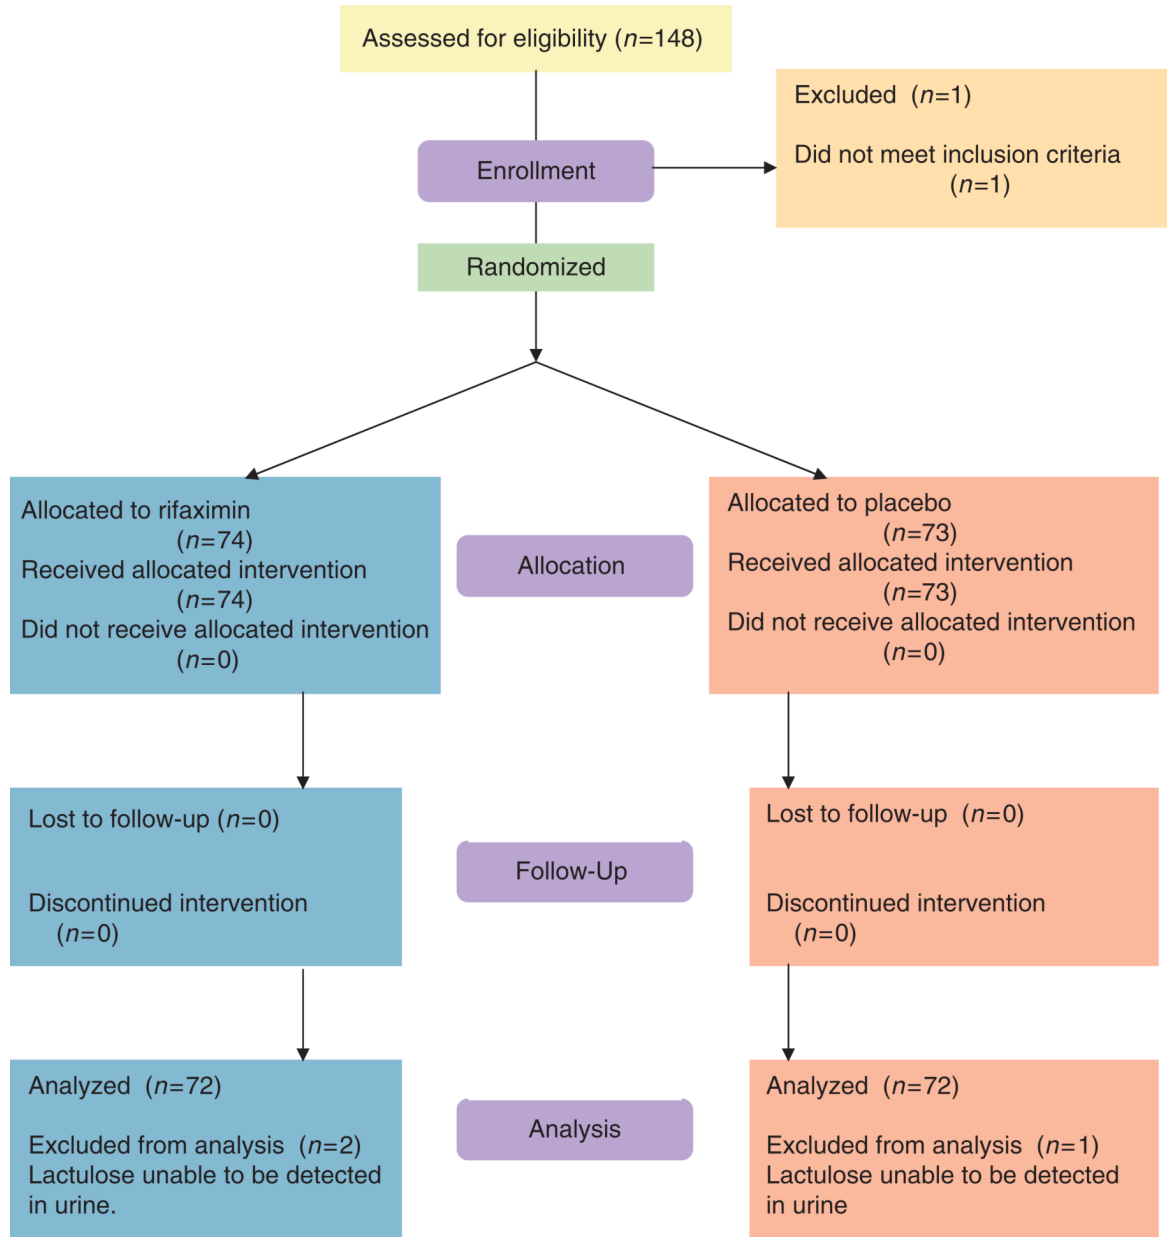 Assessed for eligibility (n=148)
Excluded (n=1)
Did not meet inclusion criteria
(n=1)
Enrollment
Randomized
Allocated to rifaximin
(n=74)
Received allocated intervention
(n=74)
Did not receive allocated intervention
(n=0)
Allocation
Allocated to placebo
(n=73)
Received allocated intervention
(n=73)
Did not receive allocated intervention
(n=0)
Lost to follow-up (n=0)
Discontinued intervention
(n=0)
Follow-Up
Lost to follow-up (n=0)
Discontinued intervention
(n=0)
Analyzed (n=72)
Excluded from analysis (n=2)
Lactulose unable to be detected
in urine.
Analysis
Analyzed (n=72)
Excluded from analysis (n=1)
Lactulose unable to be detected
in urine